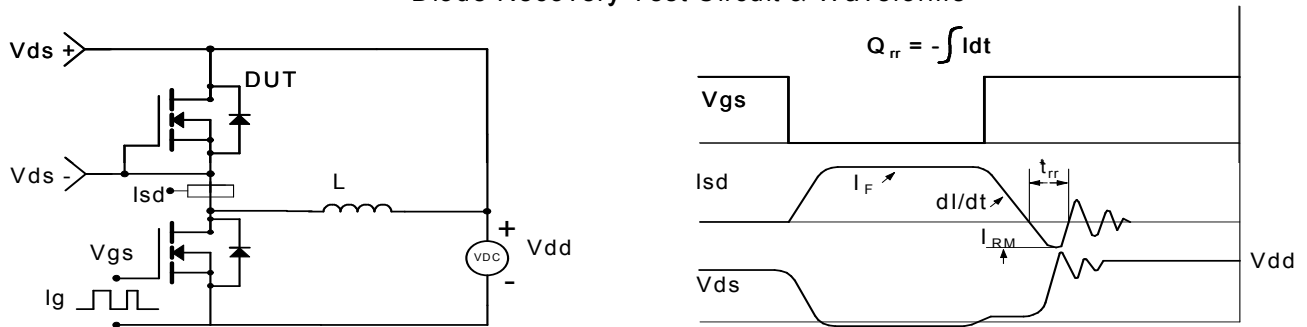 Diode Recovery Test Circuit & Waveforms
Vds +
DUT
Vds -
Isd
L
Vgs
Ig
VDC
+
-
Vdd
Q rr = -∫Idt
Vgs
Isd
I F
dI/dt
t rr
I RM
Vds
Vdd